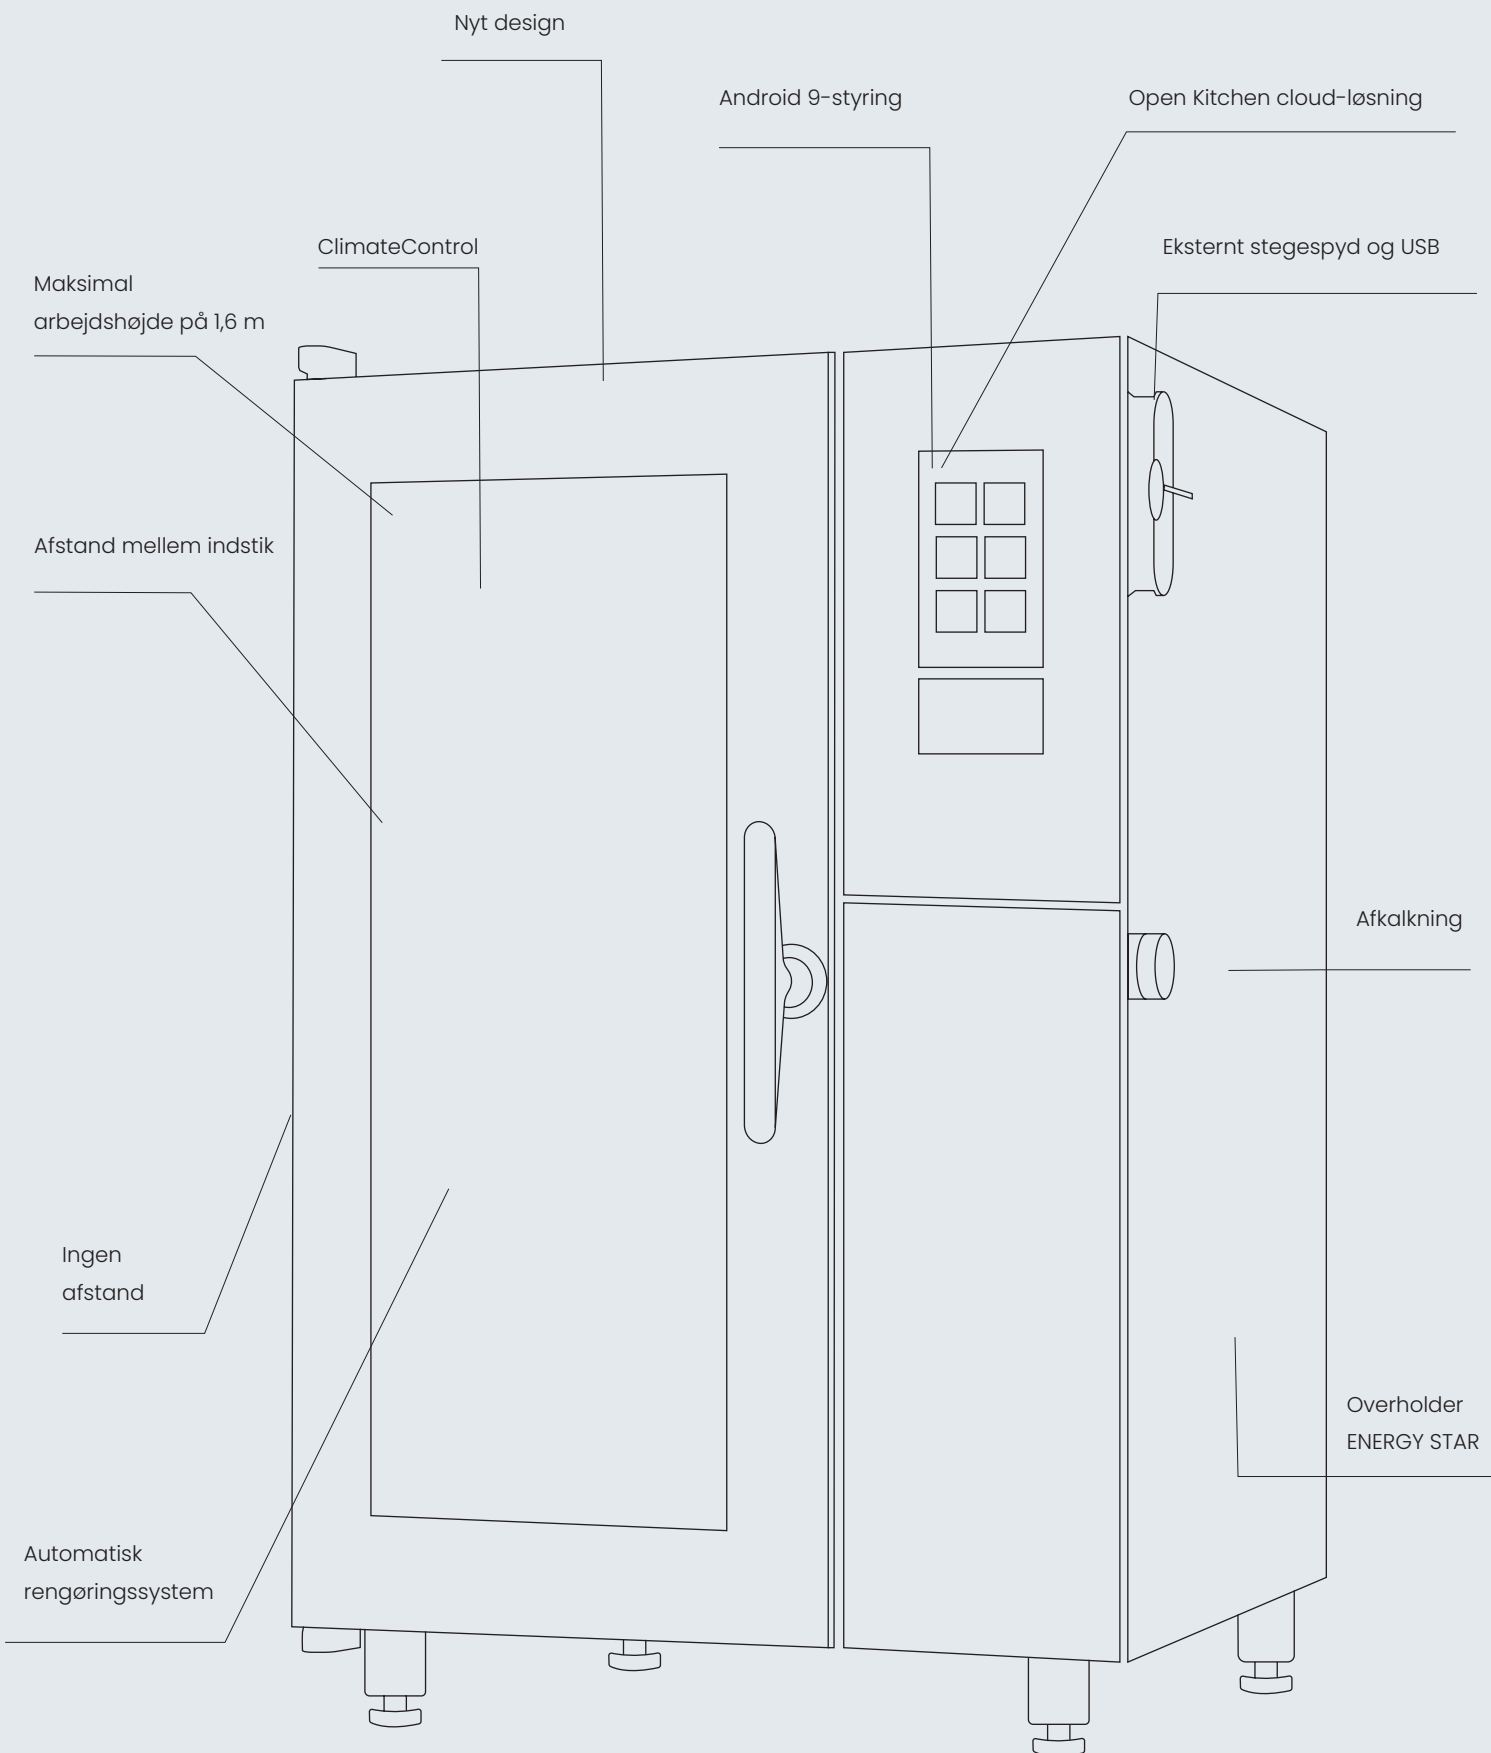 Nyt design
Android 9-styring
Open Kitchen cloud-løsning
ClimateControl
Eksternt stegespyd og USB
Maksimal
arbejdshøjde på 1,6 m
Afstand mellem indstik
Afkalkning
Ingen
afstand
Overholder
ENERGY STAR
Automatisk
rengøringssystem